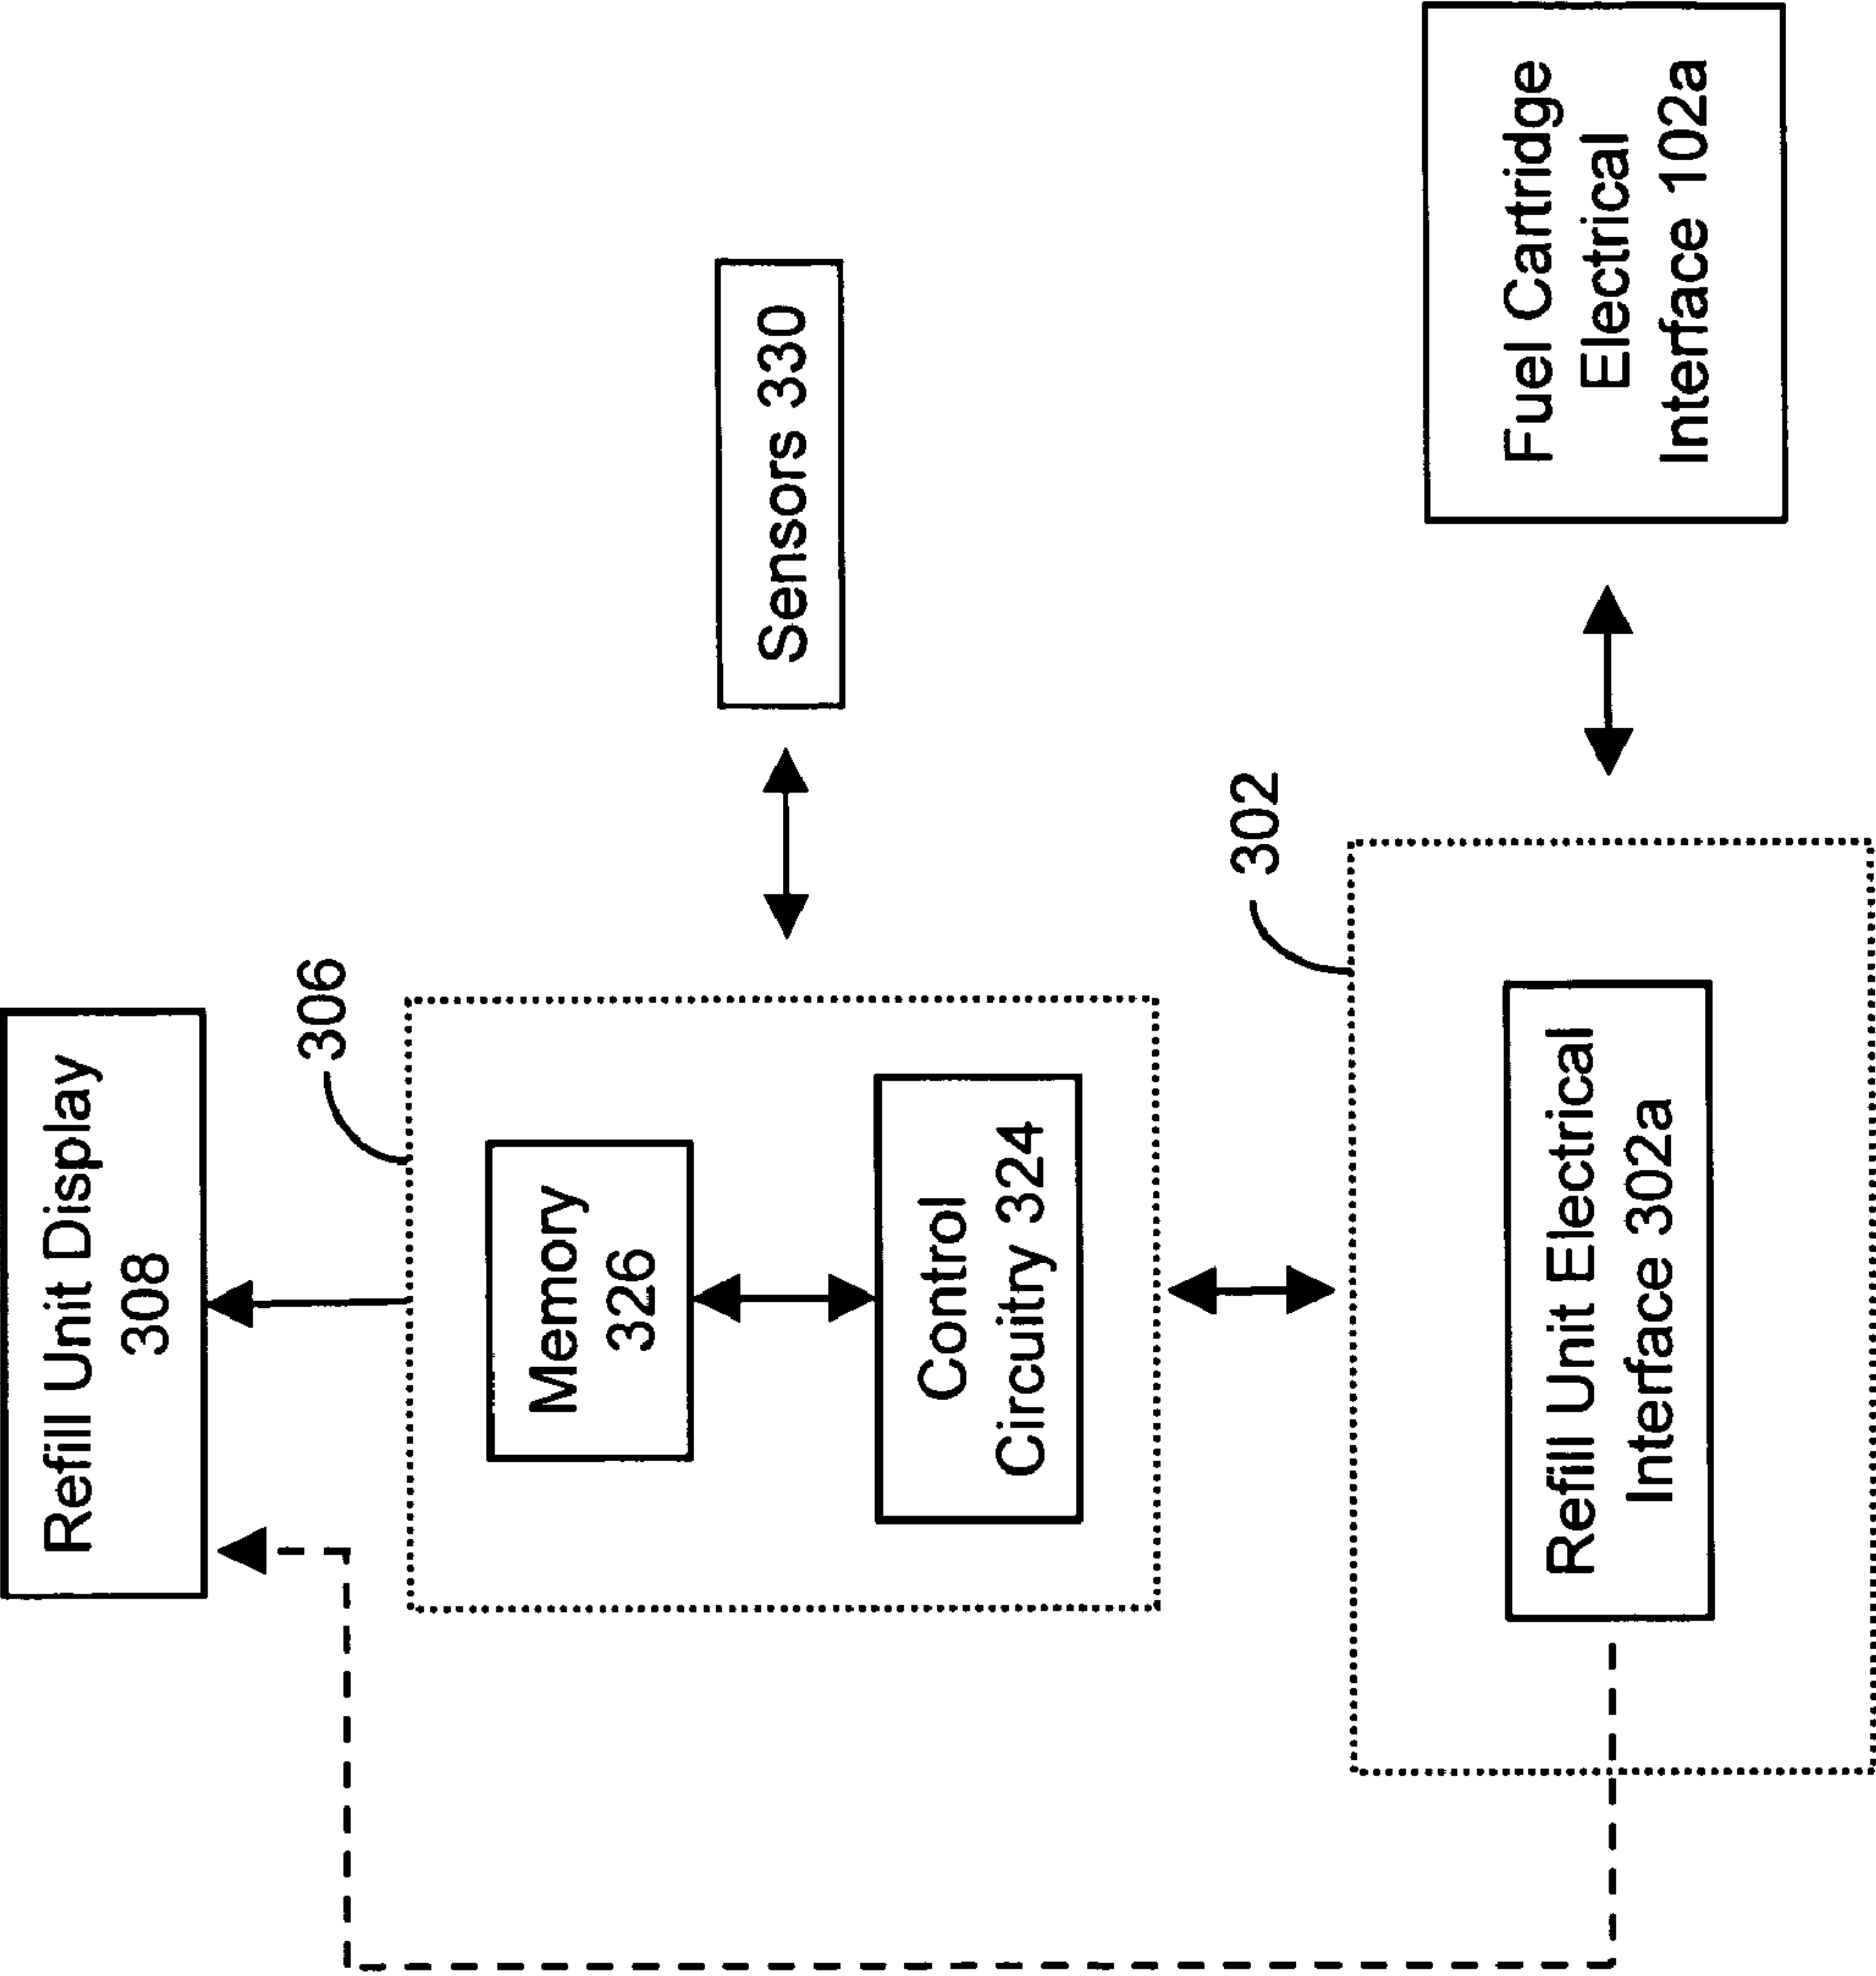 Refill Unit Display
308
306
Memory
326
Control
Circuitry 324
Sensors 330
302
Refill Unit Electrical
Interface 302a
Fuel Cartridge
Electrical
Interface 102a